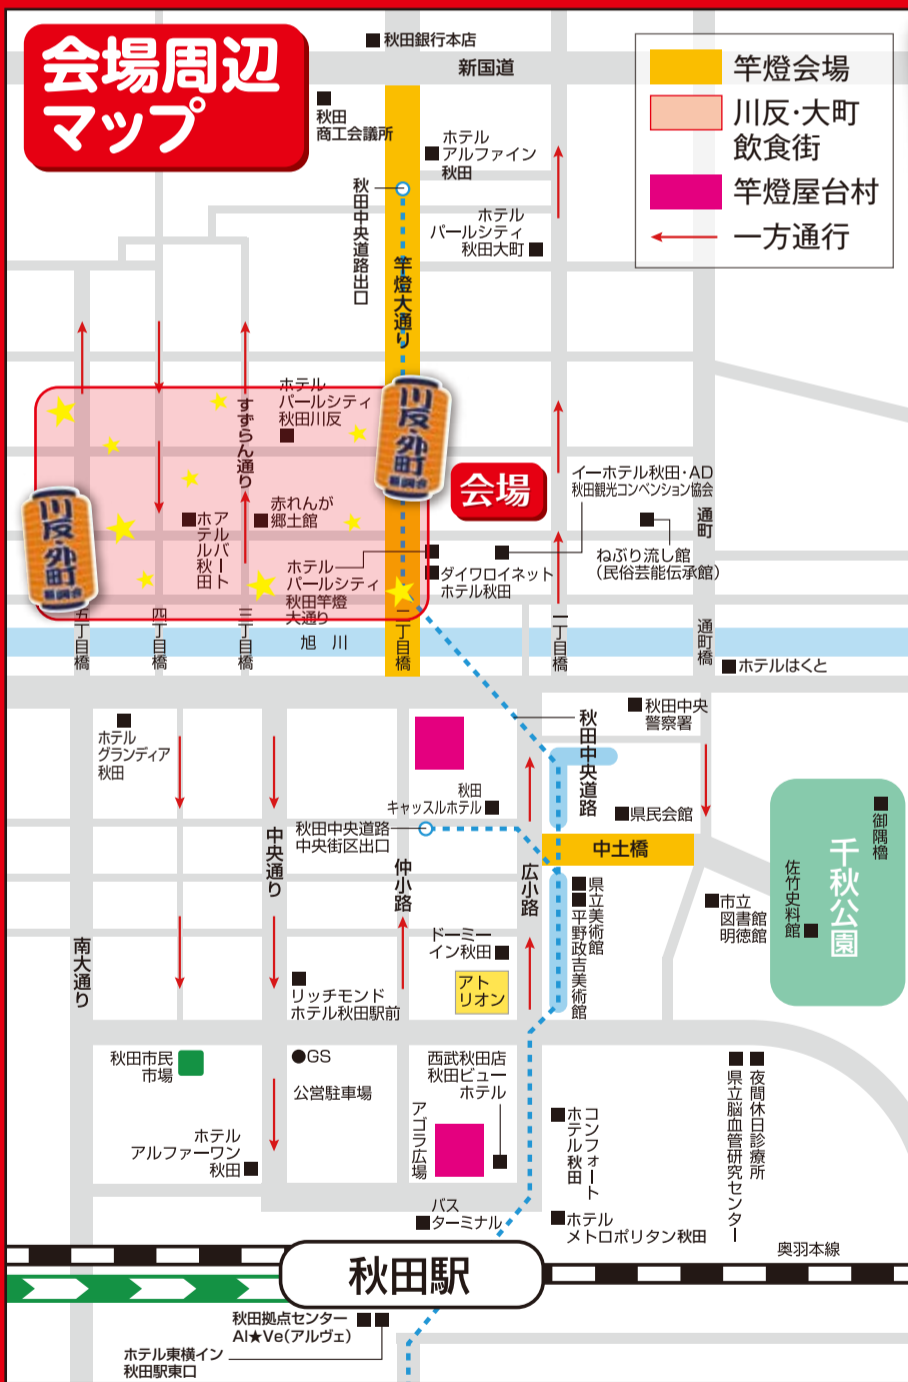 会場周辺
マップ
竿燈会場
川反・大町
飲食街
竿燈屋台村
一方通行
秋田銀行本店
新国道
秋田
商工会議所
ホテル
アルファイン
秋田
秋田中央道路出口
ホテル
パールシティ
秋田大町
竿燈大通り
ホテル
パールシティ
秋田川反
すずらん通り
川反・外町
川反・外町
会場
イーホテル秋田・AD
秋田観光コンベンション協会
通町
赤れんが
郷土館
アルバート
ホテル秋田
ねぶり流し館
(民俗芸能伝承館)
ホテル
パールシティ
秋田竿燈
大通り
ダイワロイネット
ホテル秋田
五丁目橋
四丁目橋
三丁目橋
旭川
二丁目橋
一丁目橋
通町橋
ホテルはくと
秋田中央
警察署
秋田中央道路
ホテル
グランディア
秋田
秋田
キャッスルホテル
県民会館
御隅櫓
秋田中央道路
中央街区出口
中土橋
千秋公園
佐竹史料館
中央通り
仲小路
広小路
県立美術館
平野政吉美術館
市立
図書館
明徳館
南大通り
ドーミー
イン秋田
アト
リオン
リッチモンド
ホテル秋田駅前
秋田市民
市場
GS
公営駐車場
西武秋田店
秋田ビュー
ホテル
アゴラ広場
ホテル
アルファーワン
秋田
コンフォート
ホテル秋田
夜間休日診療所
県立脳血管研究センター
バス
ターミナル
ホテル
メトロポリタン秋田
奥羽本線
秋田駅
秋田拠点センター
Al★Ve(アルヴェ)
ホテル東横イン
秋田駅東口